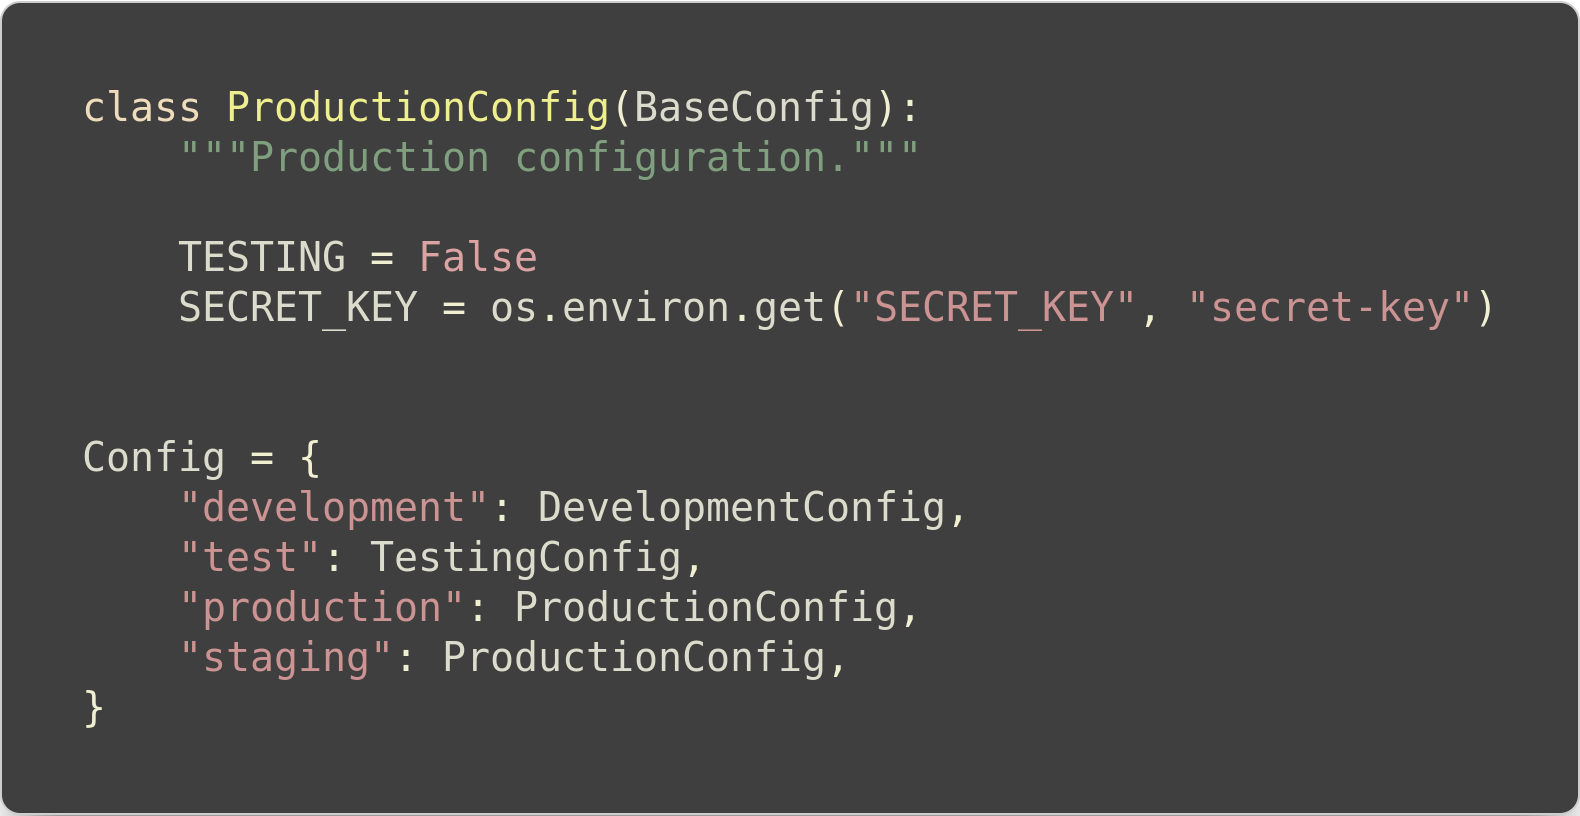 class ProductionConfig(BaseConfig):
    """Production configuration."""

    TESTING = False
    SECRET_KEY = os.environ.get("SECRET_KEY", "secret-key")


Config = {
    "development": DevelopmentConfig,
    "test": TestingConfig,
    "production": ProductionConfig,
    "staging": ProductionConfig,
}